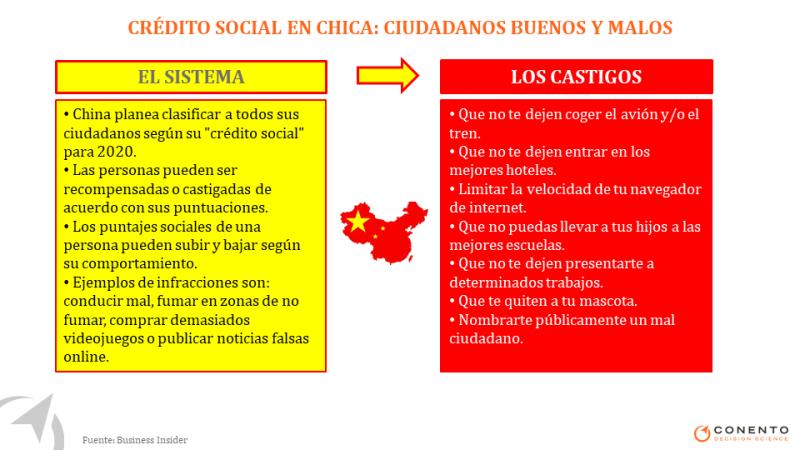 CRÉDITO SOCIAL EN CHICA: CIUDADANOS BUENOS Y MALOS
EL SISTEMA
• China planea clasificar a todos sus
ciudadanos según su "crédito social"
para 2020.
• Las personas pueden ser
recompensadas o castigadas de
acuerdo con sus puntuaciones.
• Los puntajes sociales de una
persona pueden subir y bajar según
su comportamiento.
• Ejemplos de infracciones son:
conducir mal, fumar en zonas de no
fumar, comprar demasiados
videojuegos o publicar noticias falsas
online.
LOS CASTIGOS
• Que no te dejen coger el avión y/o el
tren.
• Que no te dejen entrar en los
mejores hoteles.
• Limitar la velocidad de tu navegador
de internet.
• Que no puedas llevar a tus hijos a las
mejores escuelas.
• Que no te dejen presentarte a
determinados trabajos.
• Que te quiten a tu mascota.
• Nombrarte públicamente un mal
ciudadano.
Fuente: Business Insider
CONENTO
DECISION SCIENCE